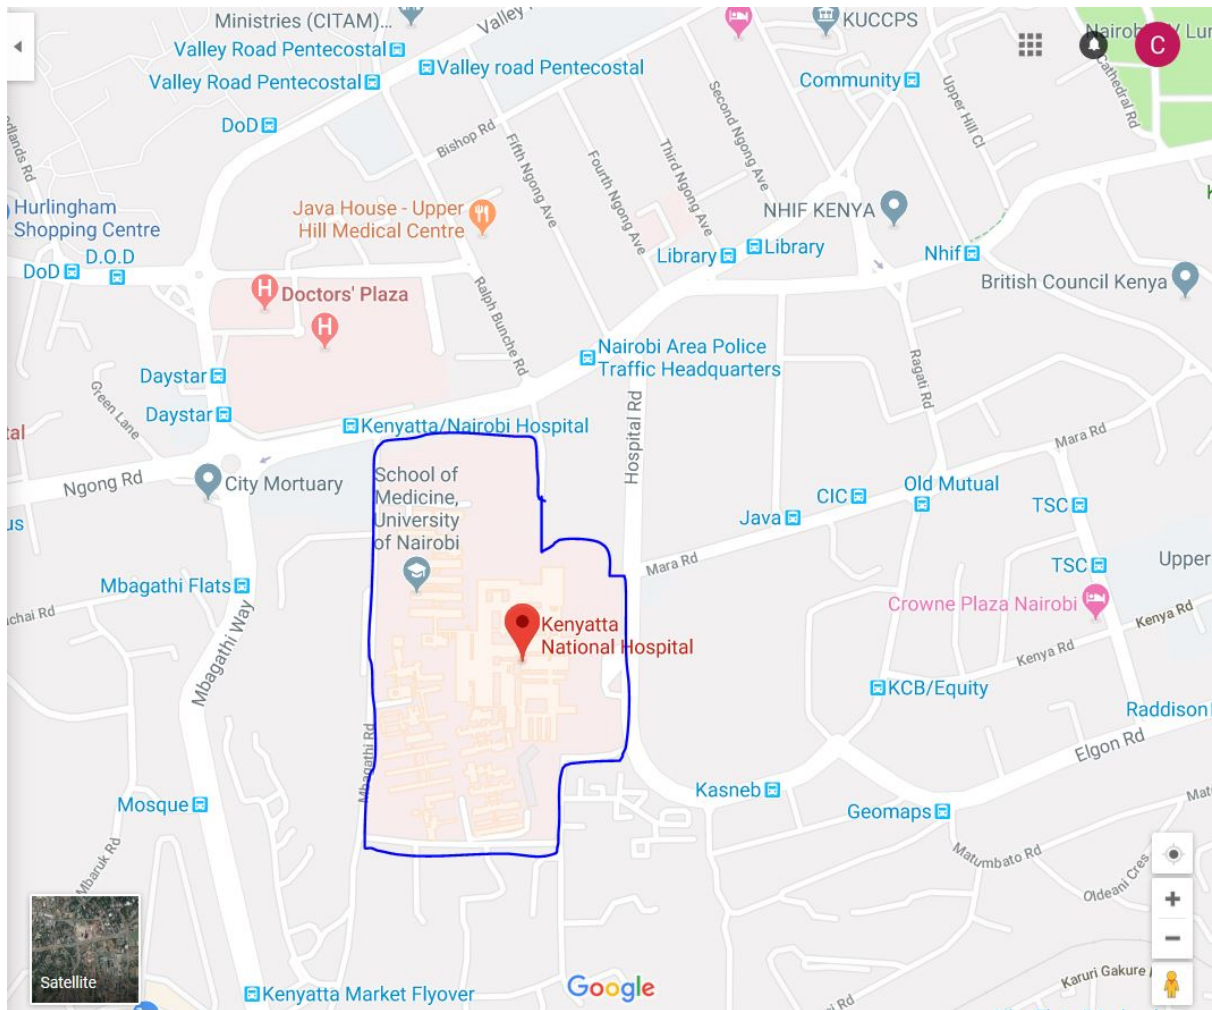 Ministries (CITAM)...
Valley
KUCCPS
C
Valley Road Pentecostal
Valley road Pentecostal
Valley Road Pentecostal
Community
Cathedral Rd
Upper Hill Cl
Second Ngong Ave
DoD
Bishop Rd
Fifth Ngong Ave
Fourth Ngong Ave
Third Ngong Ave
Hurlingham
Shopping Centre
Java House - Upper
Hill Medical Centre
NHIF KENYA
DoD
D.O.D
Library
Library
Nhif
British Council Kenya
H
Doctors' Plaza
H
Ralph Bunche Rd
Nairobi Area Police
Traffic Headquarters
Ragati Rd
Daystar
Green Lane
Daystar
Kenyatta/Nairobi Hospital
Hospital Rd
Mara Rd
Ngong Rd
City Mortuary
School of
Medicine,
University
of Nairobi
CIC
Old Mutual
TSC
Java
Mara Rd
TSC
Upper
Mbagathi Flats
Crowne Plaza Nairobi
Kenya Rd
Mbagathi Way
Kenyatta
National Hospital
Kenya Rd
KCB/Equity
Raddison
Elgon Rd
Mbagathi Rd
Kasneb
Mosque
Geomaps
Matumbato Rd
Mbaruk Rd
Oldeani Cres
Satellite
Karuri Gakure
Kenyatta Market Flyover
Google
Rd